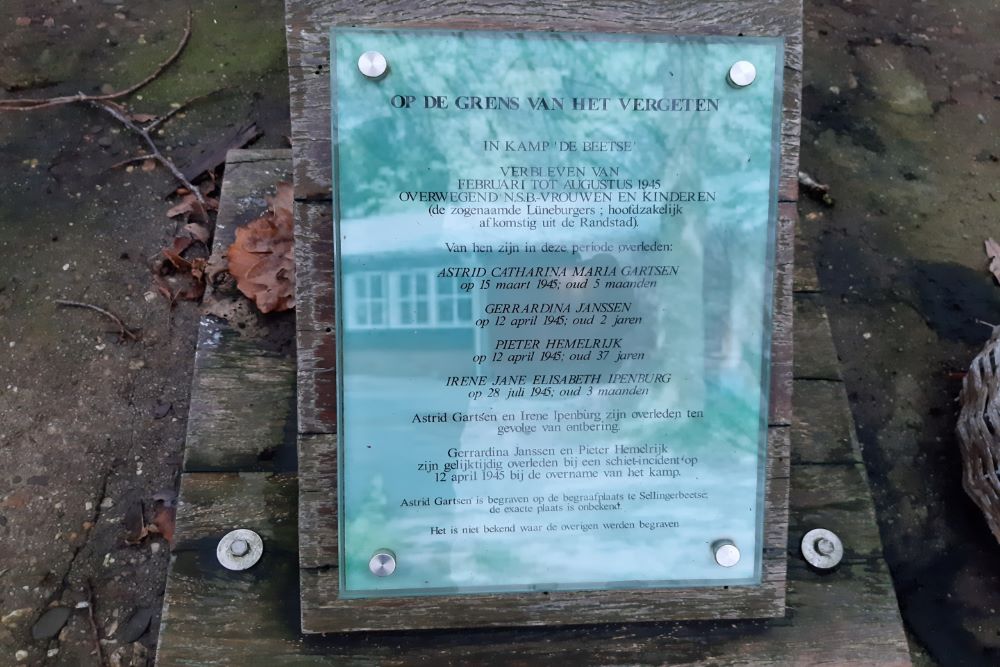 OP DE GRENS VAN HET VERGETEN
IN KAMP 'DE BEETSE'
VERBLEVEN VAN
FEBRUARI TOT AUGUSTUS 1945
OVERWEGEND N.S.B.-VROUWEN EN KINDEREN
(de zogenaamde Lüneburgers ; hoofdzakelijk
afkomstig uit de Randstad).
Van hen zijn in deze periode overleden:
ASTRID CATHARINA MARIA GARTSEN
op 15 maart 1945; oud 5 maanden
GERRARDINA JANSSEN
op 12 april 1945; oud 2 jaren
PIETER HEMELRIJK
op 12 april 1945; oud 37 jaren
IRENE JANE ELISABETH IPENBURG
op 28 juli 1945; oud 3 maanden
Astrid Gartsen en Irene Ipenburg zijn overleden ten
gevolge van ontbering.
Gerrardina Janssen en Pieter Hemelrijk
zijn gelijktijdig overleden bij een schiet-incident op
12 april 1945 bij de overname van het kamp.
Astrid Gartsen is begraven op de begraafplaats te Sellingerbeetse;
de exacte plaats is onbekend.
Het is niet bekend waar de overigen werden begraven